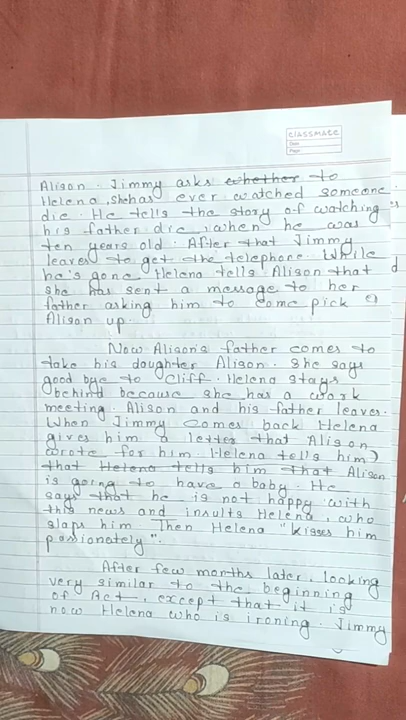 CLASSMATE
Date
Page
Alison. Jimmy asks whether to
Helena, she has ever watched someone
die. He tells the story of watching
his father die, when he was
ten years old. After that Jimmy
leaves to get the telephone. While
he's gone Helena tells Alison that
she has sent a message to her
father asking him to come pick
Alison up.
Now Alison's father comes to
take his daughter Alison. She says
good bye to Cliff. Helena stays
behind because she has a work
meeting. Alison and his father leaves.
When Jimmy comes back Helena
gives him a letter that Alison
wrote for him. Helena tells him)
that Helena tells him that Alison
is going to have a baby. He
says that he is not happy with
this news and insults Helena, who
slaps him. Then Helena "kisses him
passionately".
After few months later, looking
very similar to the beginning
of Act, except that it is
now Helena who is ironing. Jimmy